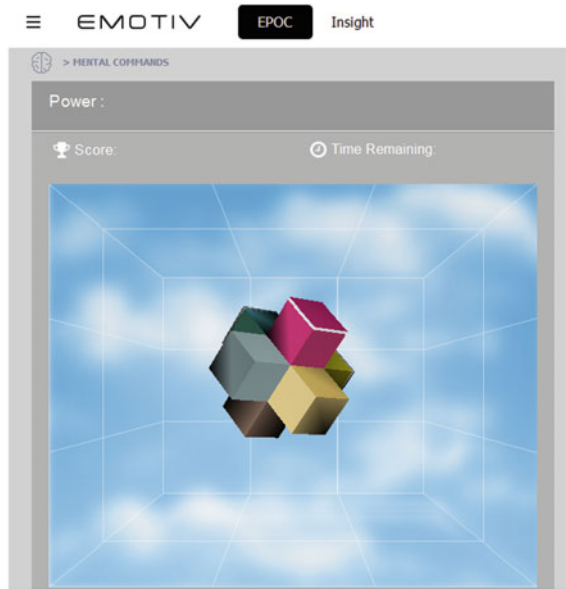 EMOTIV EPOC Insight
> MENTAL COMMANDS
Power :
Score: Time Remaining: